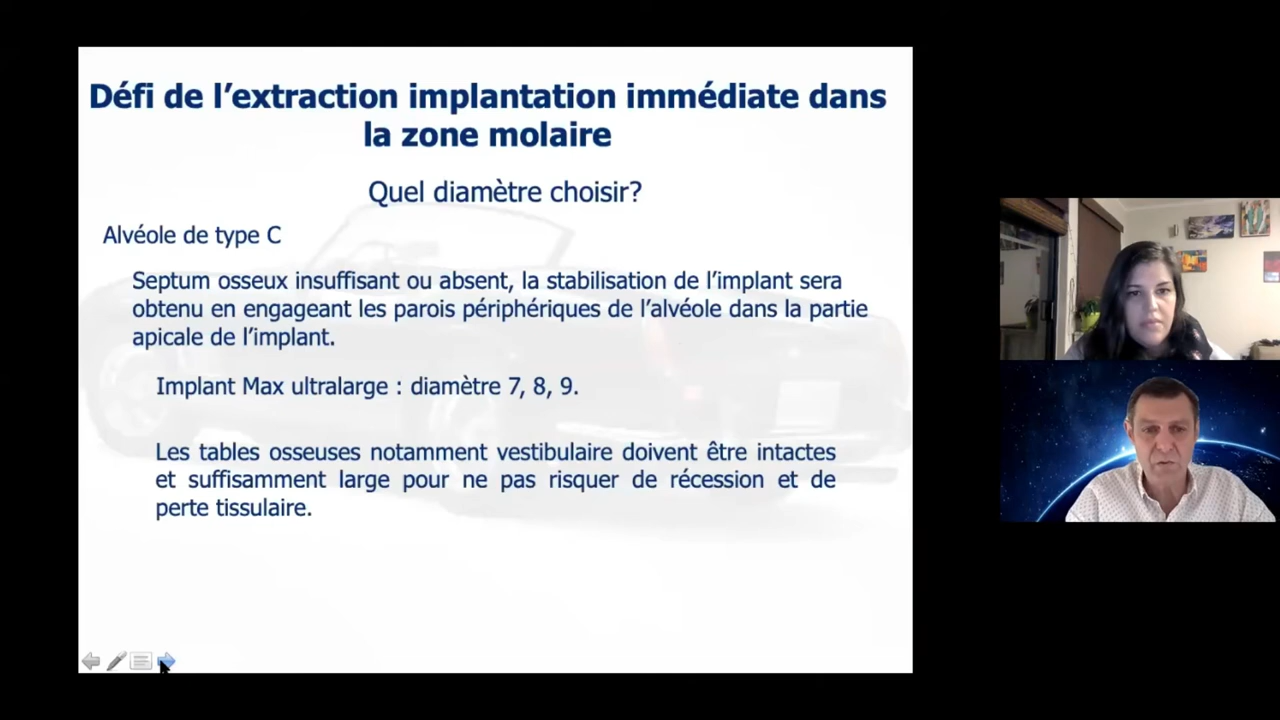 Défi de l’extraction implantation immédiate dans
la zone molaire
Quel diamètre choisir?
Alvéole de type C
Septum osseux insuffisant ou absent, la stabilisation de l’implant sera
obtenu en engageant les parois périphériques de l’alvéole dans la partie
apicale de l’implant.
Implant Max ultralarge : diamètre 7, 8, 9.
Les tables osseuses notamment vestibulaire doivent être intactes
et suffisamment large pour ne pas risquer de récession et de
perte tissulaire.